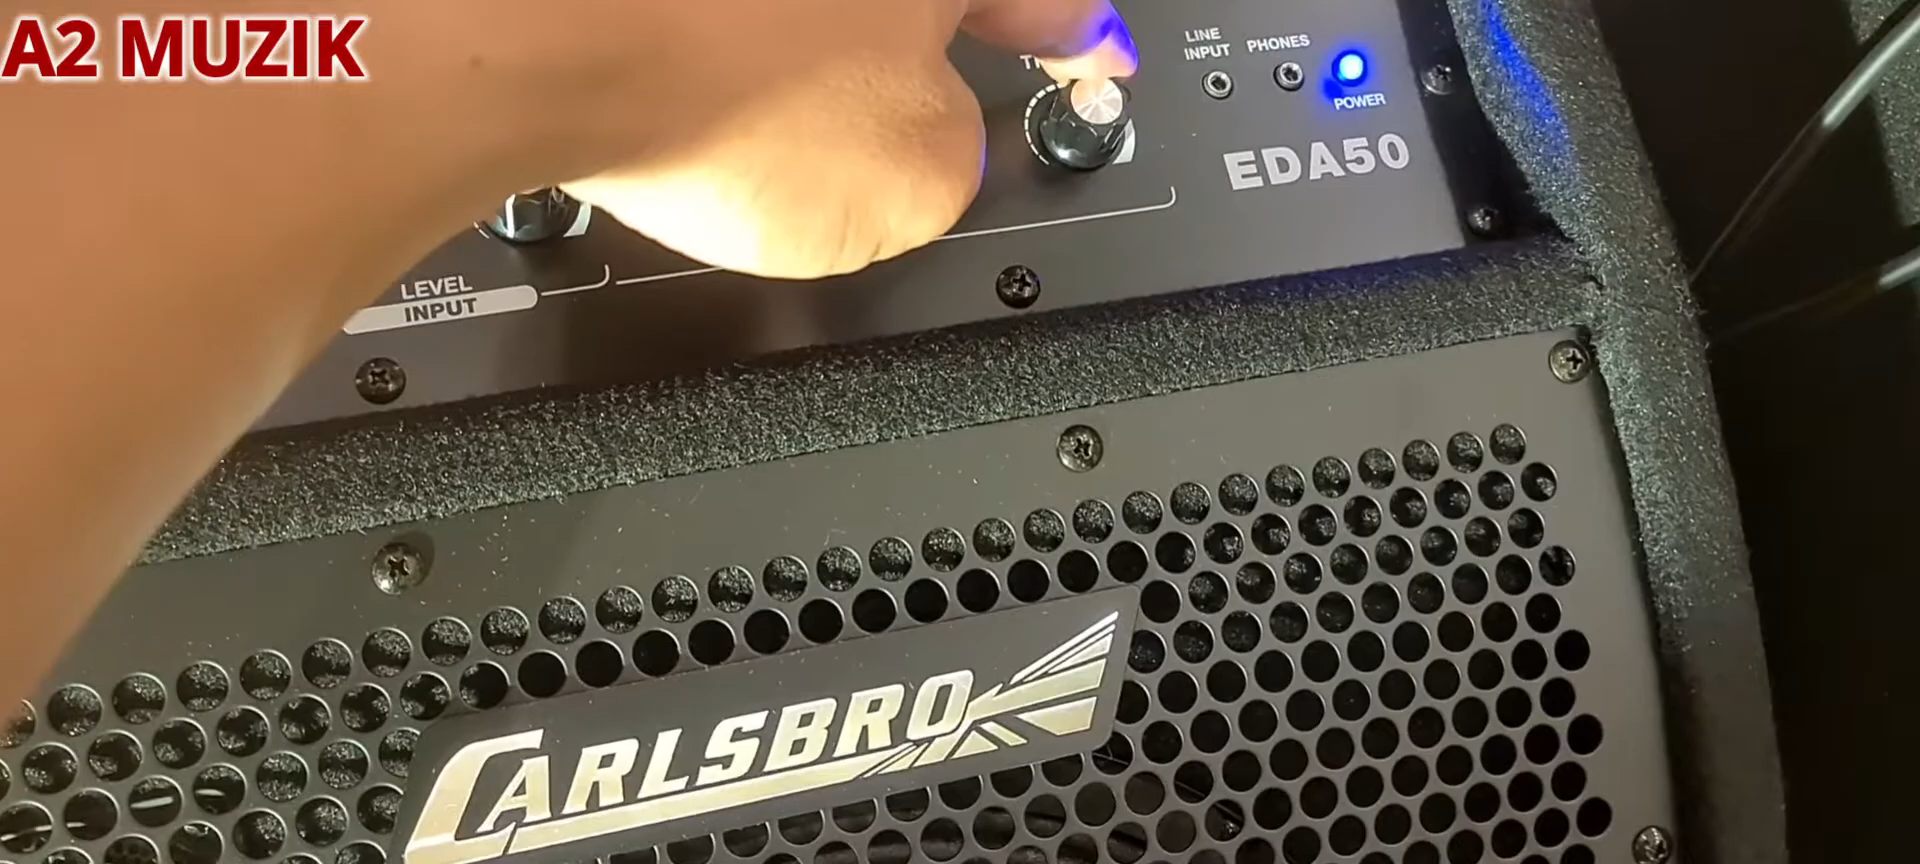 A2 MUZIK
LINE
INPUT
PHONES
POWER
EDA50
LEVEL
INPUT
CARLSBRO